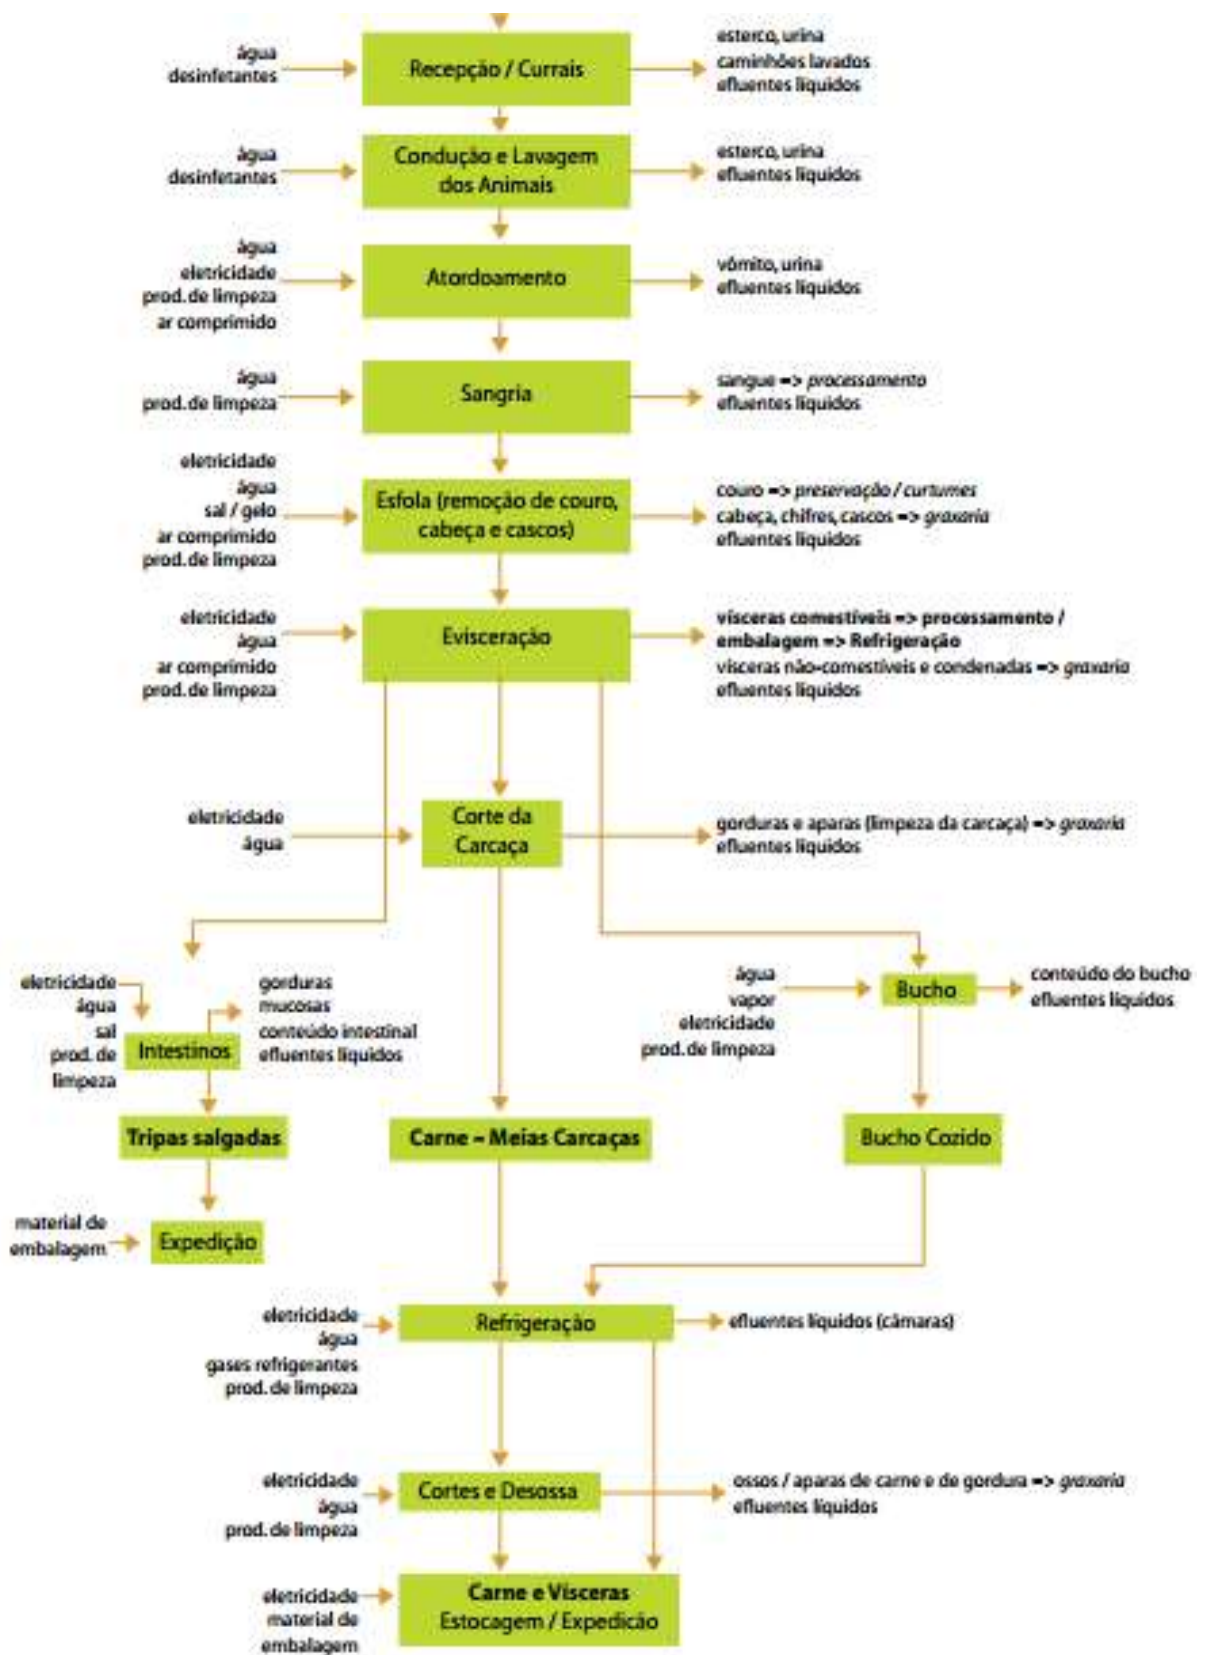 água
desinfetantes
Recepção / Currais
esterco, urina
caminhões lavados
efluentes líquidos
água
desinfetantes
Condução e Lavagem
dos Animais
esterco, urina
efluentes líquidos
água
eletricidade
prod. de limpeza
ar comprimido
Atordoamento
vômito, urina
efluentes líquidos
água
prod. de limpeza
Sangria
sangue => processamento
efluentes líquidos
eletricidade
água
sal / gelo
ar comprimido
prod. de limpeza
Esfola (remoção de couro,
cabeça e cascos)
couro => preservação / curtumes
cabeça, chifres, cascos => graxaria
efluentes líquidos
eletricidade
água
ar comprimido
prod. de limpeza
Evisceração
vísceras comestíveis => processamento /
embalagem => Refrigeração
vísceras não-comestíveis e condenadas => graxaria
efluentes líquidos
eletricidade
água
Corte da
Carcaça
gorduras e aparas (limpeza da carcaça) => graxaria
efluentes líquidos
eletricidade
água
sal
prod. de
limpeza
Intestinos
gorduras
mucosas
conteúdo intestinal
efluentes líquidos
água
vapor
eletricidade
prod. de limpeza
Bucho
conteúdo do bucho
efluentes líquidos
Tripas salgadas
Carne – Meias Carcaças
Bucho Cozido
material de
embalagem
Expedição
eletricidade
água
gases refrigerantes
prod. de limpeza
Refrigeração
efluentes líquidos (câmaras)
eletricidade
água
prod. de limpeza
Cortes e Desossa
ossos / aparas de carne e de gordura => graxaria
efluentes líquidos
eletricidade
material de
embalagem
Carne e Vísceras
Estocagem / Expedição